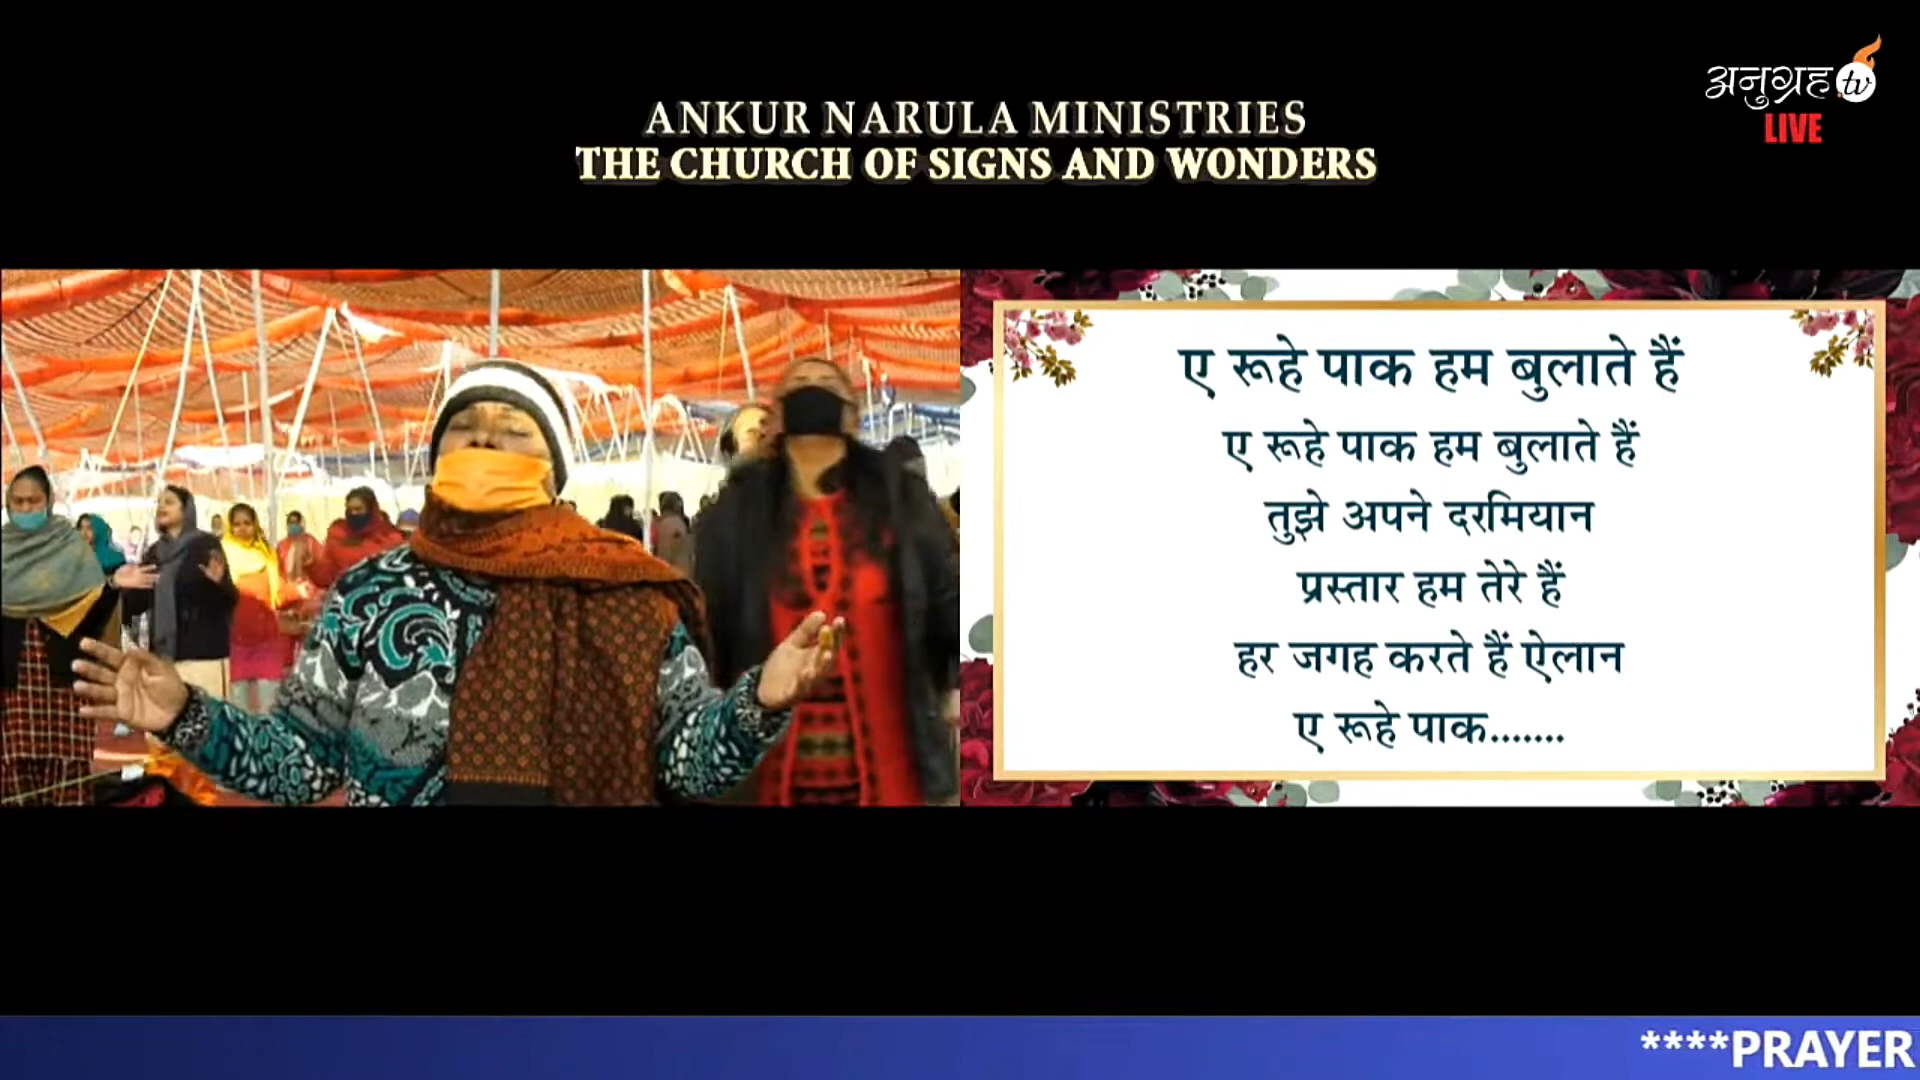 ANKUR NARULA MINISTRIES
THE CHURCH OF SIGNS AND WONDERS
अनुग्रह tv
LIVE
ए रूहे पाक हम बुलाते हैं
ए रूहे पाक हम बुलाते हैं
तुझे अपने दरमियान
प्रस्तार हम तेरे हैं
हर जगह करते हैं ऐलान
ए रूहे पाक.......
****PRAYER